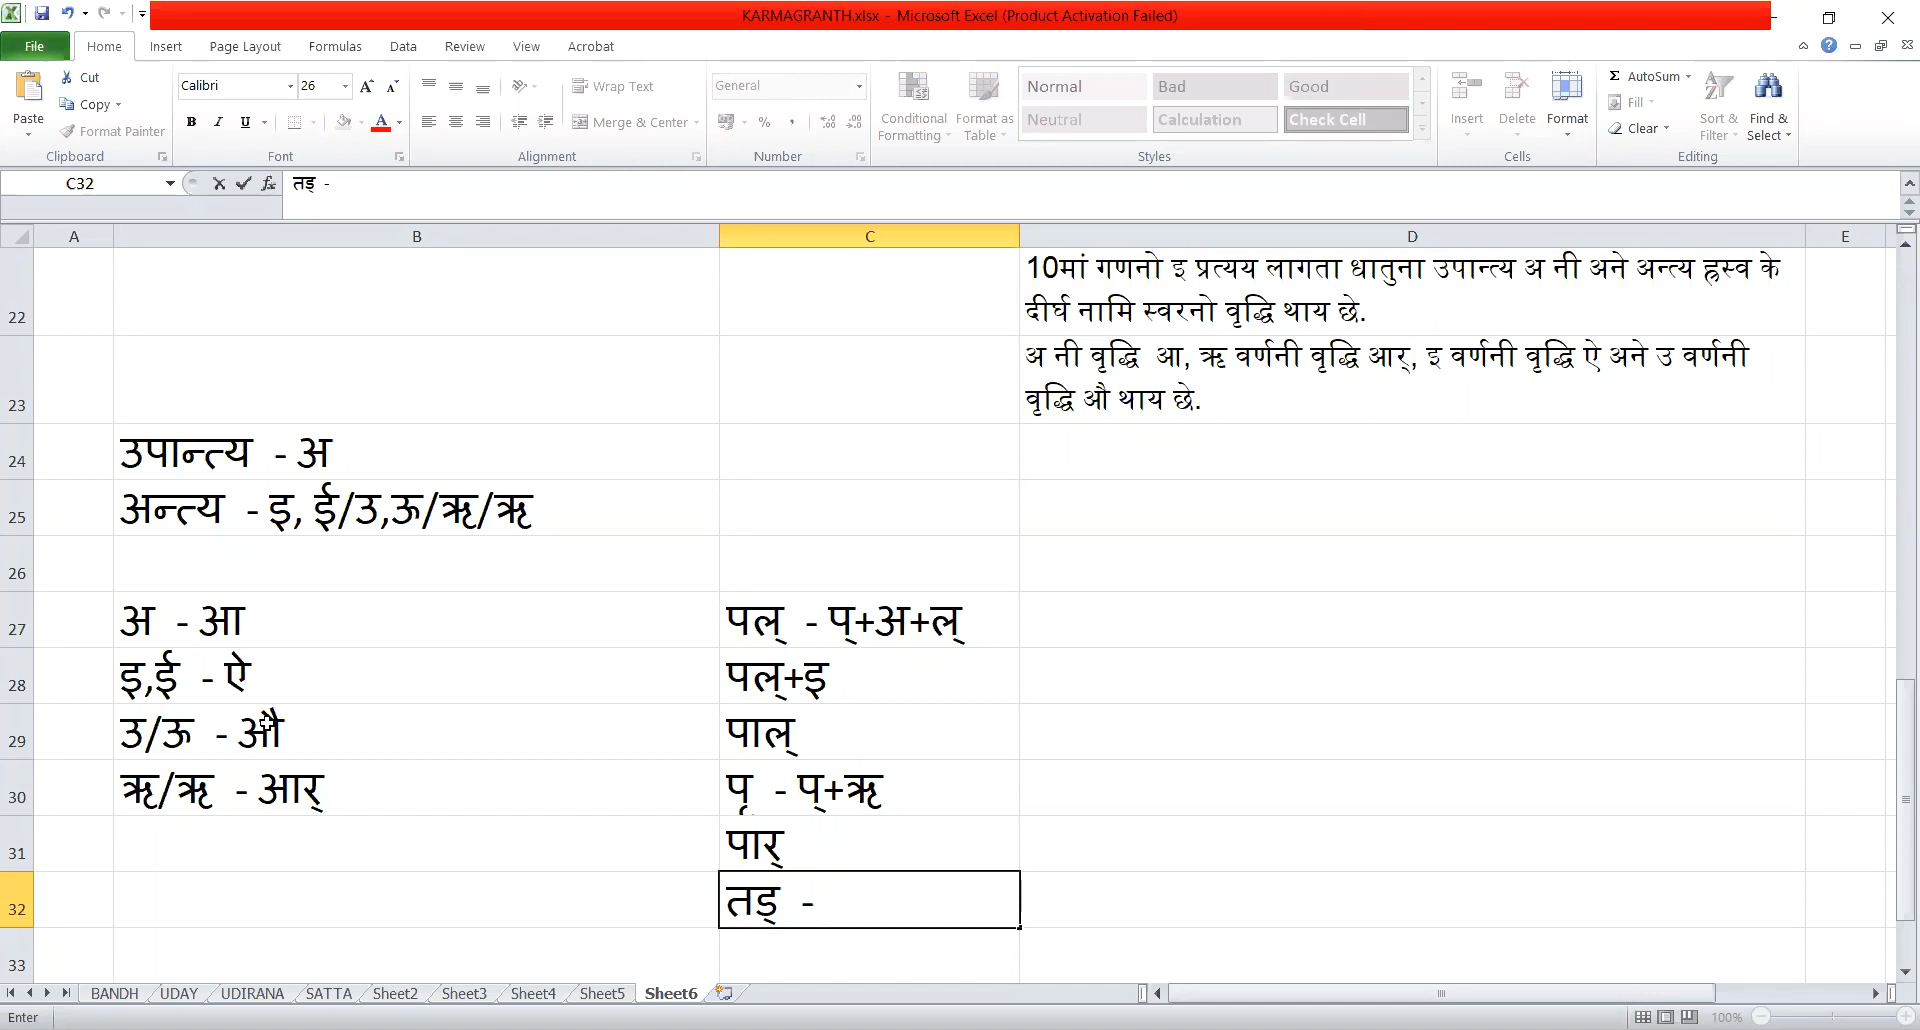 KARMAGRANTH.xlsx - Microsoft Excel (Product Activation Failed)
File Home Insert Page Layout Formulas Data Review View Acrobat
Cut
Copy
Format Painter
Paste
Clipboard
Calibri 26
B I U
Font
Wrap Text
Merge & Center
Alignment
General
Number
Conditional Formatting
Format as Table
Normal Bad Good
Neutral Calculation Check Cell
Styles
Insert Delete Format
Cells
Σ AutoSum
Fill
Clear
Sort & Filter
Find & Select
Editing
C32 fx तड् -
A B C D E
22 10मां गणनो इ प्रत्यय लागता धातुना उपान्त्य अ नी अने अन्त्य ह्रस्व के
दीर्घ नामि स्वरनो वृद्धि थाय छे.
23 अ नी वृद्धि आ, ऋ वर्णनी वृद्धि आर्, इ वर्णनी वृद्धि ऐ अने उ वर्णनी
वृद्धि औ थाय छे.
24 उपान्त्य - अ
25 अन्त्य - इ, ई/उ,ऊ/ऋ/ऋ
26
27 अ - आ पल् - प्+अ+ल्
28 इ,ई - ऐ पल्+इ
29 उ/ऊ - औ पाल्
30 ऋ/ऋ - आर् पृ - प्+ऋ
31 पार्
32 तड् -
33
BANDH UDAY UDIRANA SATTA Sheet2 Sheet3 Sheet4 Sheet5 Sheet6
Enter 100%